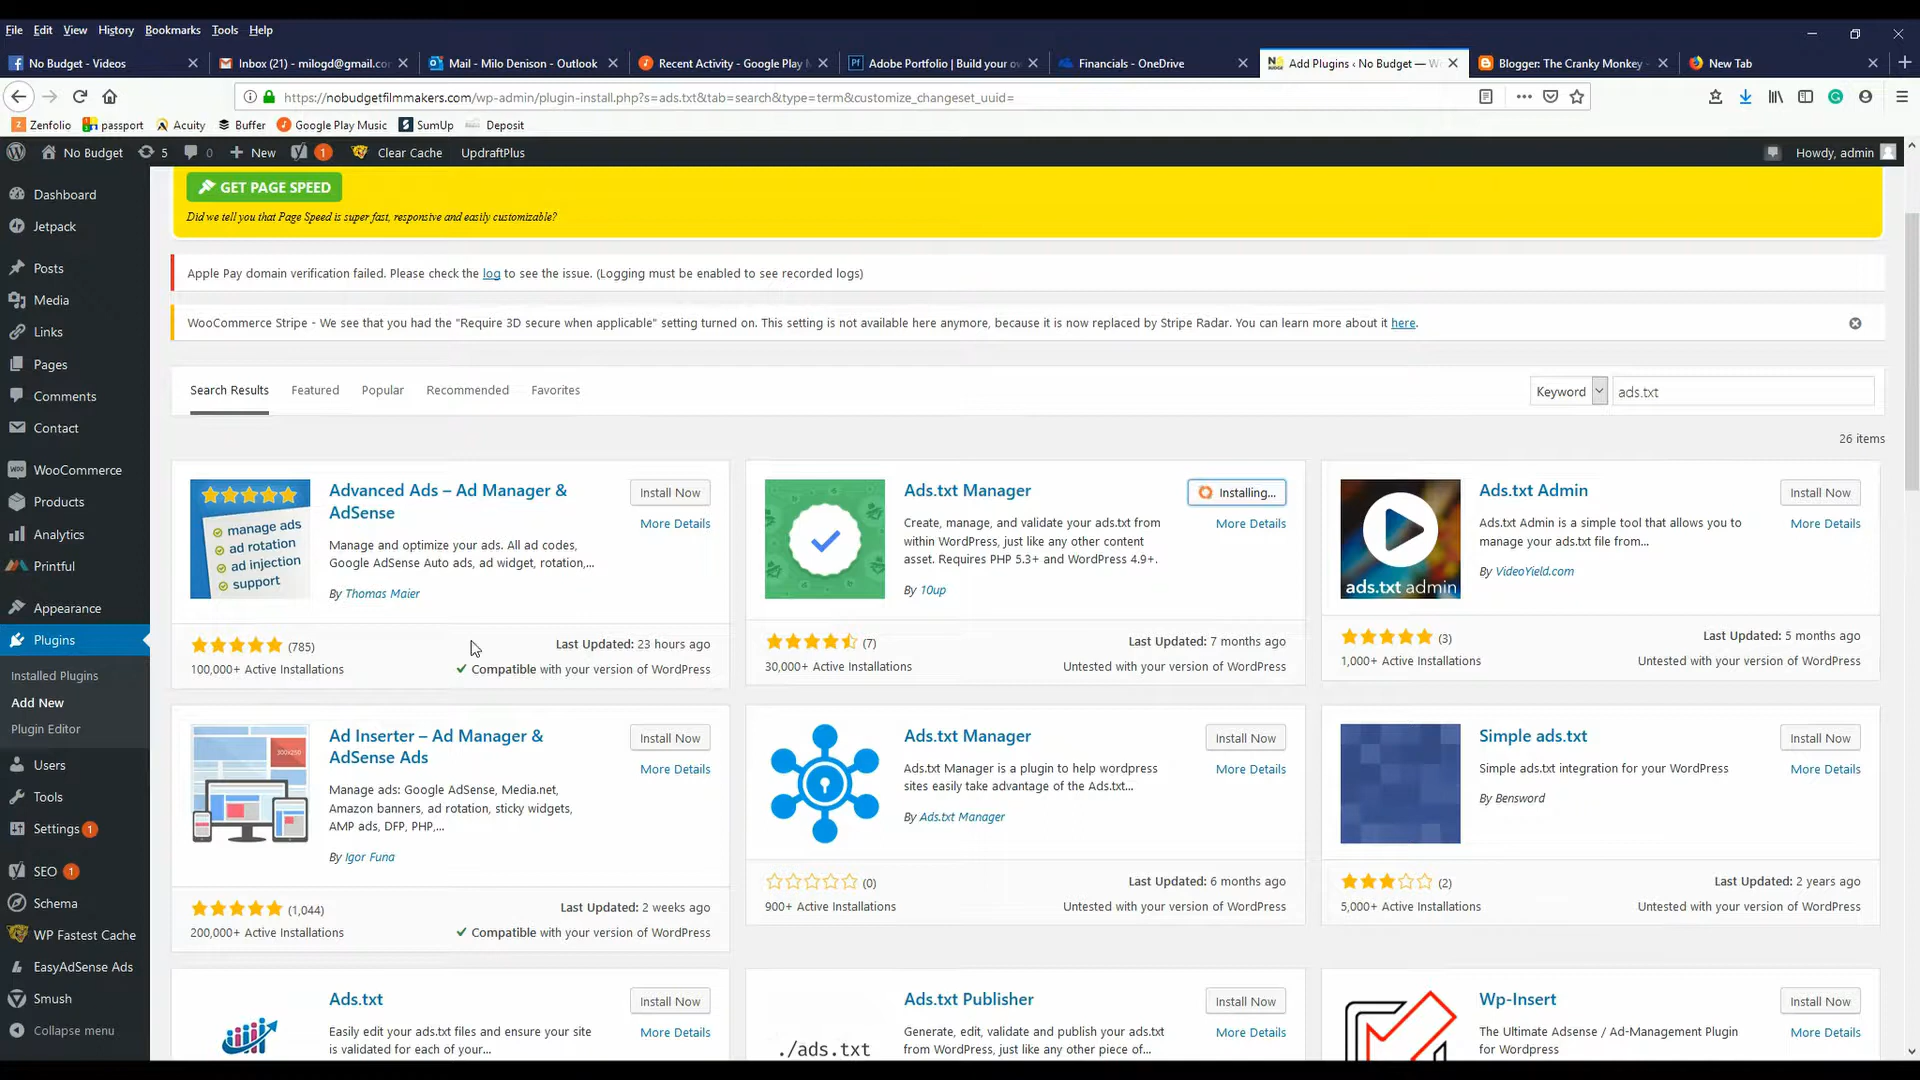 File Edit View History Bookmarks Tools Help
No Budget - Videos
Inbox (21) - milogd@gmail.co
Mail - Milo Denison - Outlook
Recent Activity - Google Play M
Adobe Portfolio | Build your ow
Financials - OneDrive
Add Plugins ‹ No Budget — W
Blogger: The Cranky Monkey -
New Tab
https://nobudgetfilmmakers.com/wp-admin/plugin-install.php?s=ads.txt&tab=search&type=term&customize_changeset_uuid=
Zenfolio passport Acuity Buffer Google Play Music SumUp Deposit
No Budget 5 0 New 1 Clear Cache UpdraftPlus Howdy, admin
Dashboard
Jetpack
Posts
Media
Links
Pages
Comments
Contact
WooCommerce
Products
Analytics
Printful
Appearance
Plugins
Installed Plugins
Add New
Plugin Editor
Users
Tools
Settings 1
SEO 1
Schema
WP Fastest Cache
EasyAdSense Ads
Smush
Collapse menu
GET PAGE SPEED
Did we tell you that Page Speed is super fast, responsive and easily customizable?
Apple Pay domain verification failed. Please check the log to see the issue. (Logging must be enabled to see recorded logs)
WooCommerce Stripe - We see that you had the "Require 3D secure when applicable" setting turned on. This setting is not available here anymore, because it is now replaced by Stripe Radar. You can learn more about it here.
Search Results Featured Popular Recommended Favorites Keyword ads.txt
26 items
manage ads
ad rotation
ad injection
support
Advanced Ads – Ad Manager &
AdSense
Install Now
More Details
Manage and optimize your ads. All ad codes,
Google AdSense Auto ads, ad widget, rotation,...
By Thomas Maier
(785)
Last Updated: 23 hours ago
100,000+ Active Installations
Compatible with your version of WordPress
Ads.txt Manager
Installing...
More Details
Create, manage, and validate your ads.txt from
within WordPress, just like any other content
asset. Requires PHP 5.3+ and WordPress 4.9+.
By 10up
(7)
Last Updated: 7 months ago
30,000+ Active Installations
Untested with your version of WordPress
ads.txt admin
Ads.txt Admin
Install Now
More Details
Ads.txt Admin is a simple tool that allows you to
manage your ads.txt file from...
By VideoYield.com
(3)
Last Updated: 5 months ago
1,000+ Active Installations
Untested with your version of WordPress
300x250
Ad Inserter – Ad Manager &
AdSense Ads
Install Now
More Details
Manage ads: Google AdSense, Media.net,
Amazon banners, ad rotation, sticky widgets,
AMP ads, DFP, PHP,...
By Igor Funa
(1,044)
Last Updated: 2 weeks ago
200,000+ Active Installations
Compatible with your version of WordPress
Ads.txt Manager
Install Now
More Details
Ads.txt Manager is a plugin to help wordpress
sites easily take advantage of the Ads.txt...
By Ads.txt Manager
(0)
Last Updated: 6 months ago
900+ Active Installations
Untested with your version of WordPress
Simple ads.txt
Install Now
More Details
Simple ads.txt integration for your WordPress
By Bensword
(2)
Last Updated: 2 years ago
5,000+ Active Installations
Untested with your version of WordPress
Ads.txt
Install Now
More Details
Easily edit your ads.txt files and ensure your site
is validated for each of your...
./ads.txt
Ads.txt Publisher
Install Now
More Details
Generate, edit, validate and publish your ads.txt
from WordPress, just like any other piece of...
Wp-Insert
Install Now
More Details
The Ultimate Adsense / Ad-Management Plugin
for Wordpress